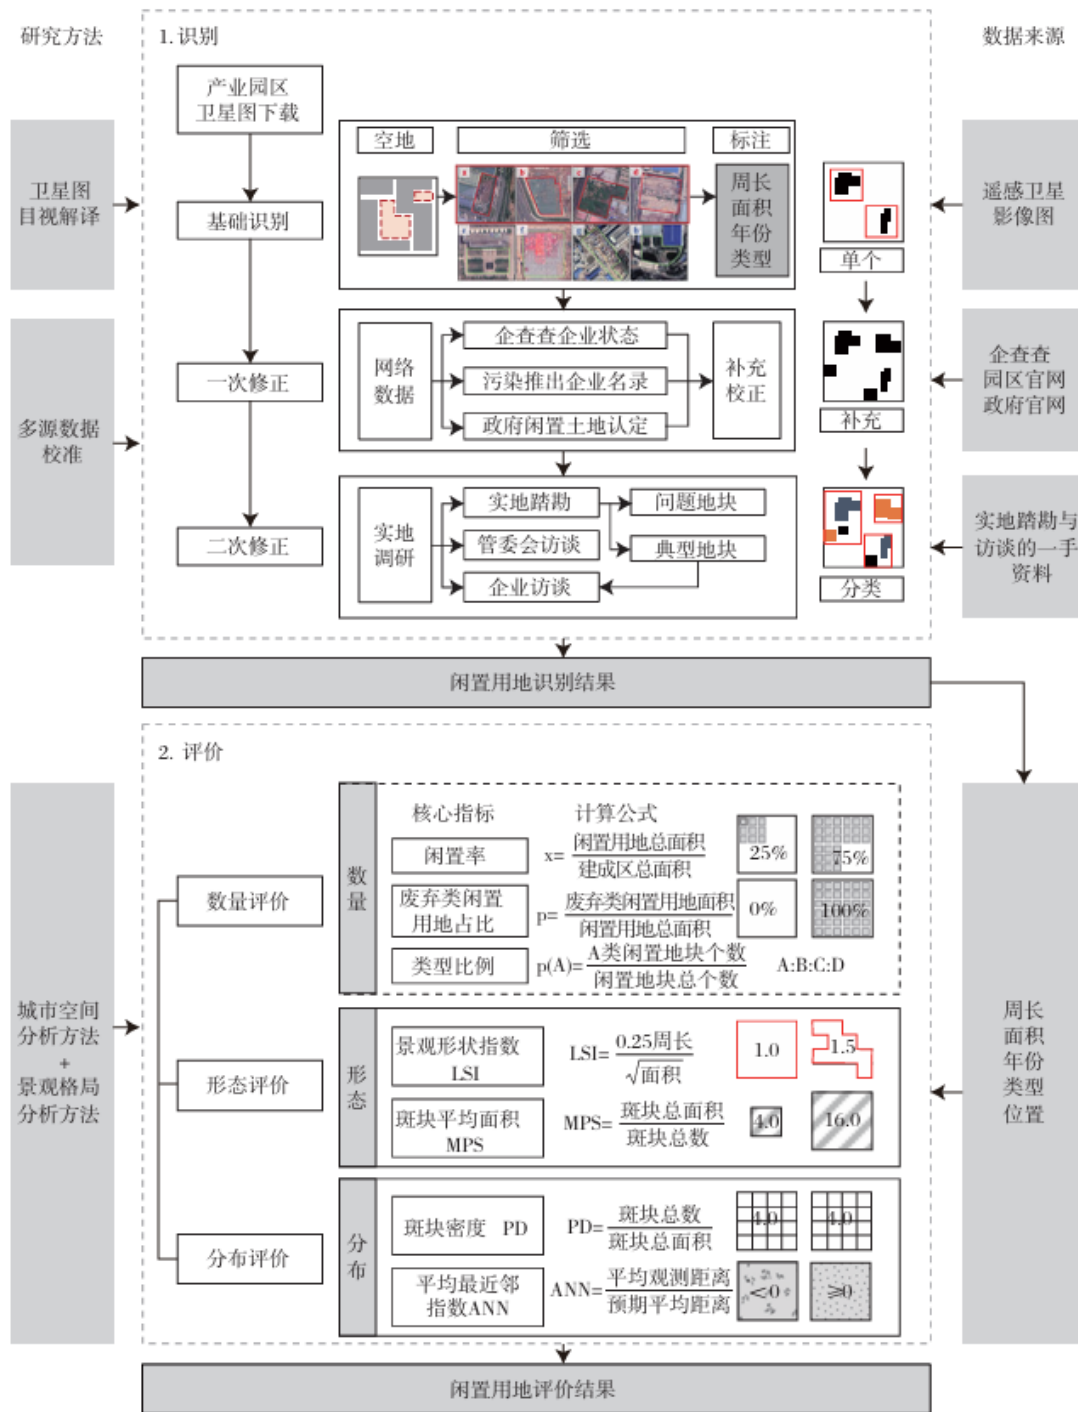 研究方法
1. 识别
数据来源
产业园区
卫星图下载
卫星图
目视解译
基础识别
空地
筛选
标注
a
b
c
d
e
f
g
h
周长
面积
年份
类型
单个
遥感卫星
影像图
多源数据
校准
一次修正
网络
数据
企查查企业状态
污染推出企业名录
政府闲置土地认定
补充
校正
补充
企查查
园区官网
政府官网
二次修正
实地
调研
实地踏勘
管委会访谈
企业访谈
问题地块
典型地块
分类
实地踏勘与
访谈的一手
资料
闲置用地识别结果
2. 评价
城市空间
分析方法
+
景观格局
分析方法
数量评价
形态评价
分布评价
数量
核心指标
计算公式
闲置率
x=闲置用地总面积/建成区总面积
25%
75%
废弃类闲置
用地占比
p=废弃类闲置用地面积/闲置用地总面积
0%
100%
类型比例
p(A)=A类闲置地块个数/闲置地块总个数
A:B:C:D
形态
景观形状指数
LSI
LSI=0.25周长/√面积
1.0
1.5
斑块平均面积
MPS
MPS=斑块总面积/斑块总数
4.0
16.0
分布
斑块密度 PD
PD=斑块总数/斑块总面积
4.0
4.0
平均最近邻
指数ANN
ANN=平均观测距离/预期平均距离
<0
≥0
周长
面积
年份
类型
位置
闲置用地评价结果